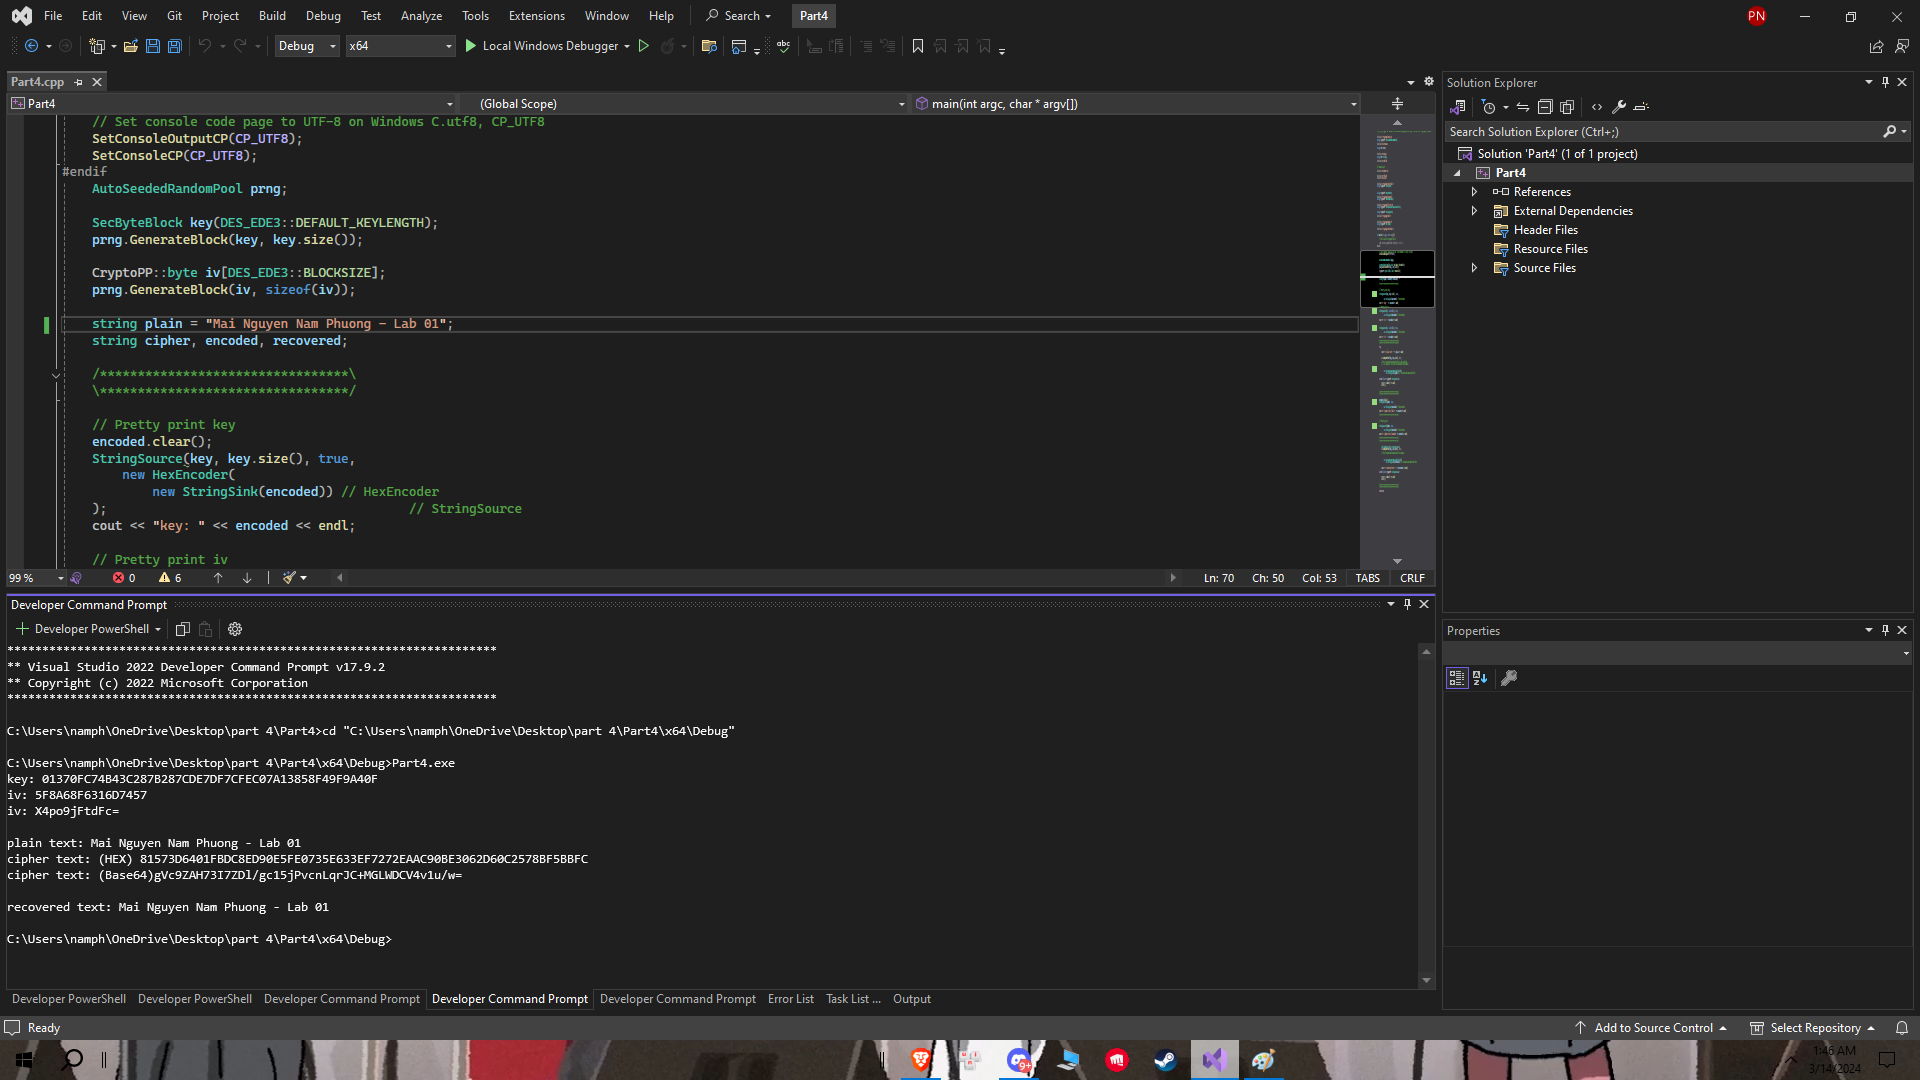 File Edit View Git Project Build Debug Test Analyze Tools Extensions Window Help Search Part4 PN
Debug x64 Local Windows Debugger abc
Part4.cpp
Part4 (Global Scope) main(int argc, char * argv[])
// Set console code page to UTF-8 on Windows C.utf8, CP_UTF8
SetConsoleOutputCP(CP_UTF8);
SetConsoleCP(CP_UTF8);
#endif
AutoSeededRandomPool prng;
SecByteBlock key(DES_EDE3::DEFAULT_KEYLENGTH);
prng.GenerateBlock(key, key.size());
CryptoPP::byte iv[DES_EDE3::BLOCKSIZE];
prng.GenerateBlock(iv, sizeof(iv));
string plain = "Mai Nguyen Nam Phuong - Lab 01";
string cipher, encoded, recovered;
/*********************************\
\*********************************/
// Pretty print key
encoded.clear();
StringSource(key, key.size(), true,
new HexEncoder(
new StringSink(encoded)) // HexEncoder
); // StringSource
cout << "key: " << encoded << endl;
// Pretty print iv
99 % 0 6 Ln: 70 Ch: 50 Col: 53 TABS CRLF
Developer Command Prompt
Developer PowerShell
**********************************************************************
** Visual Studio 2022 Developer Command Prompt v17.9.2
** Copyright (c) 2022 Microsoft Corporation
**********************************************************************
C:\Users\namph\OneDrive\Desktop\part 4\Part4>cd "C:\Users\namph\OneDrive\Desktop\part 4\Part4\x64\Debug"
C:\Users\namph\OneDrive\Desktop\part 4\Part4\x64\Debug>Part4.exe
key: 01370FC74B43C287B287CDE7DF7CFEC07A13858F49F9A40F
iv: 5F8A68F6316D7457
iv: X4po9jFtdFc=
plain text: Mai Nguyen Nam Phuong - Lab 01
cipher text: (HEX) 81573D6401FBDC8ED90E5FE0735E633EF7272EAAC90BE3062D60C2578BF5BBFC
cipher text: (Base64)gVc9ZAH73I7ZDl/gc15jPvcnLqrJC+MGLWDCV4v1u/w=
recovered text: Mai Nguyen Nam Phuong - Lab 01
C:\Users\namph\OneDrive\Desktop\part 4\Part4\x64\Debug>
Developer PowerShell Developer PowerShell Developer Command Prompt Developer Command Prompt Developer Command Prompt Error List Task List ... Output
Solution Explorer
Search Solution Explorer (Ctrl+;)
Solution 'Part4' (1 of 1 project)
Part4
References
External Dependencies
Header Files
Resource Files
Source Files
Properties
Ready Add to Source Control Select Repository
1:46 AM
3/14/2024